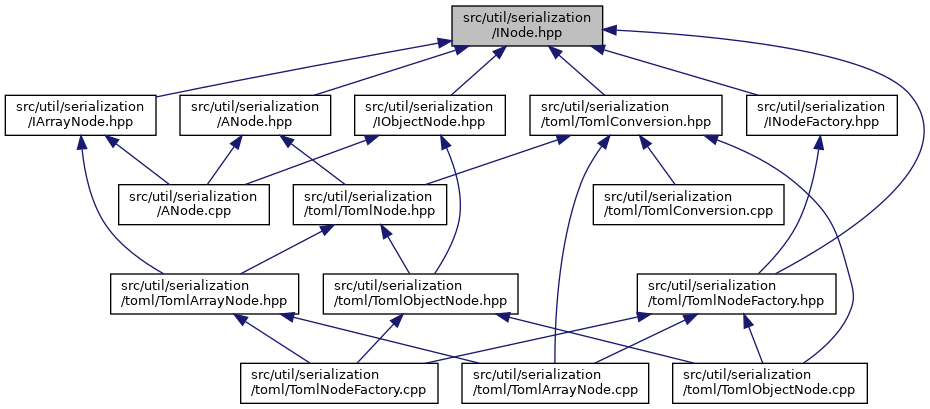 src/util/serialization
/INode.hpp
src/util/serialization
/IArrayNode.hpp
src/util/serialization
/ANode.hpp
src/util/serialization
/IObjectNode.hpp
src/util/serialization
/toml/TomlConversion.hpp
src/util/serialization
/INodeFactory.hpp
src/util/serialization
/ANode.cpp
src/util/serialization
/toml/TomlNode.hpp
src/util/serialization
/toml/TomlConversion.cpp
src/util/serialization
/toml/TomlArrayNode.hpp
src/util/serialization
/toml/TomlObjectNode.hpp
src/util/serialization
/toml/TomlNodeFactory.hpp
src/util/serialization
/toml/TomlNodeFactory.cpp
src/util/serialization
/toml/TomlArrayNode.cpp
src/util/serialization
/toml/TomlObjectNode.cpp